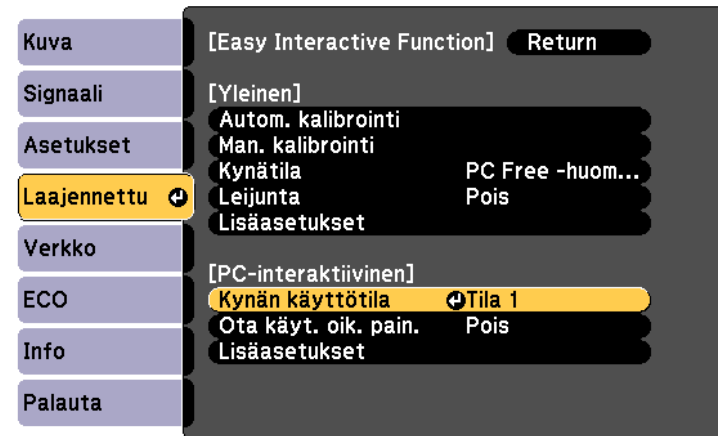 Kuva
Signaali
Asetukset
Laajennettu
Verkko
ECO
Info
Palauta
[Easy Interactive Function] Return
[Yleinen]
Autom. kalibrointi
Man. kalibrointi
Kynätila PC Free -huom...
Leijunta Pois
Lisäasetukset
[PC-interaktiivinen]
Kynän käyttötila Tila 1
Ota käyt. oik. pain. Pois
Lisäasetukset